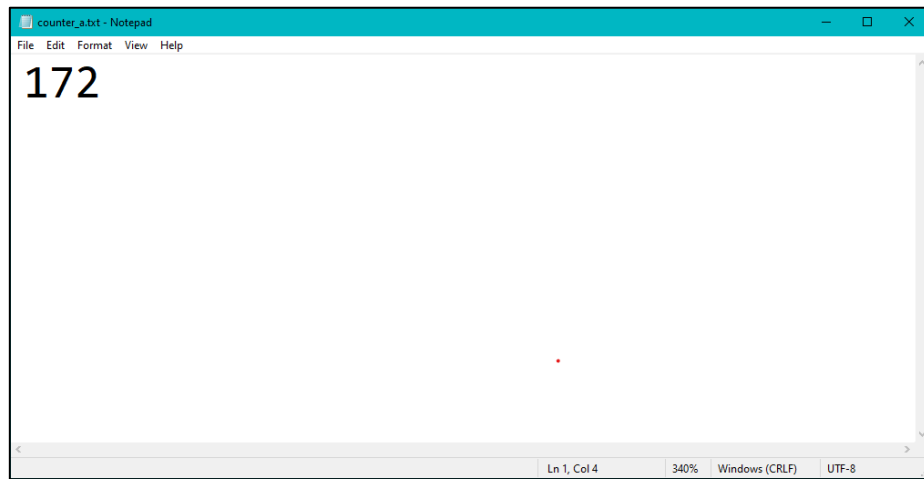 counter_a.txt - Notepad
File Edit Format View Help
172
Ln 1, Col 4 340% Windows (CRLF) UTF-8